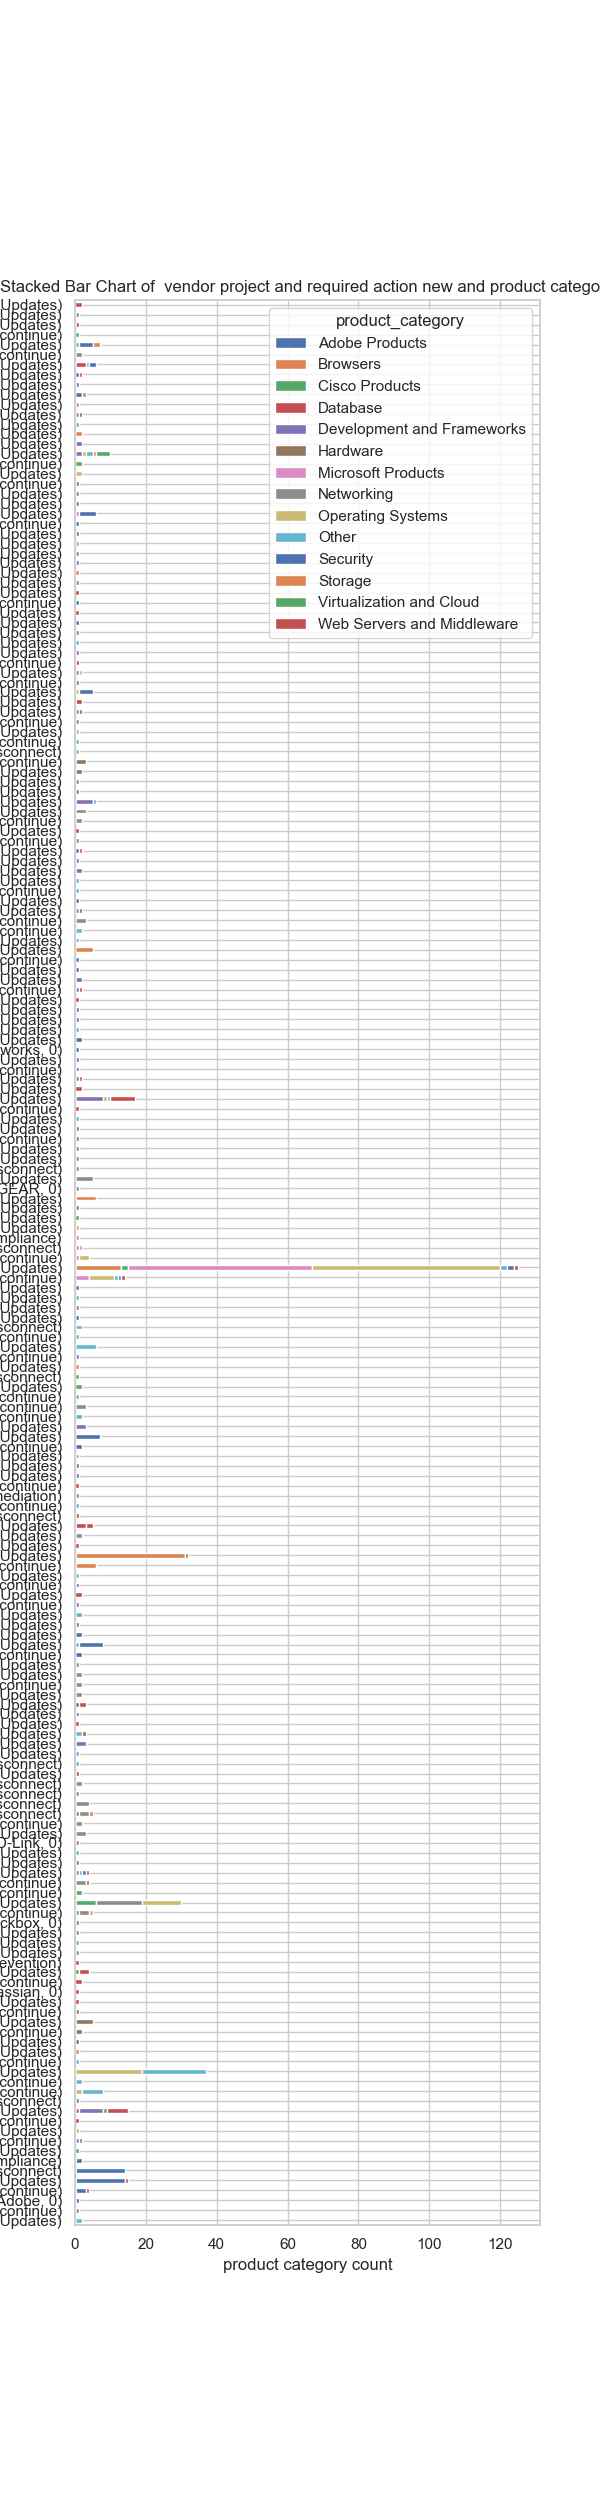 Stacked Bar Chart of  vendor project and required action new and product catego
Updates)
Updates)
Updates)
continue)
Updates)
continue)
Updates)
Updates)
Updates)
Updates)
Updates)
Updates)
Updates)
Updates)
Updates)
Updates)
continue)
Updates)
continue)
Updates)
Updates)
Updates)
continue)
Updates)
Updates)
Updates)
Updates)
Updates)
Updates)
Updates)
continue)
Updates)
Updates)
Updates)
Updates)
Updates)
continue)
Updates)
continue)
Updates)
Updates)
Updates)
continue)
Updates)
continue)
sconnect)
continue)
Updates)
Updates)
Updates)
Updates)
Updates)
continue)
Updates)
continue)
Updates)
Updates)
Updates)
Updates)
continue)
Updates)
Updates)
continue)
continue)
Updates)
Updates)
continue)
Updates)
Updates)
continue)
Updates)
Updates)
Updates)
Updates)
Updates)
works, 0)
Updates)
continue)
Updates)
Updates)
Updates)
continue)
Updates)
Updates)
continue)
Updates)
Updates)
sconnect)
Updates)
GEAR, 0)
Updates)
Updates)
Updates)
Updates)
mpliance)
sconnect)
continue)
Updates)
continue)
Updates)
Updates)
Updates)
Updates)
sconnect)
continue)
Updates)
continue)
Updates)
sconnect)
Updates)
continue)
continue)
continue)
Updates)
Updates)
continue)
Updates)
Updates)
Updates)
continue)
nediation)
continue)
sconnect)
Updates)
Updates)
Updates)
Updates)
continue)
Updates)
continue)
Updates)
continue)
Updates)
Updates)
Updates)
Updates)
continue)
Updates)
Updates)
continue)
Updates)
Updates)
Updates)
Updates)
Updates)
Updates)
Updates)
sconnect)
Updates)
sconnect)
sconnect)
sconnect)
sconnect)
continue)
Updates)
D-Link, 0)
Updates)
Updates)
Updates)
continue)
continue)
Updates)
continue)
ckbox, 0)
Updates)
Updates)
Updates)
evention)
Updates)
continue)
assian, 0)
Updates)
continue)
Updates)
continue)
Updates)
Updates)
continue)
Updates)
continue)
continue)
sconnect)
Updates)
continue)
Updates)
continue)
Updates)
mpliance)
sconnect)
Updates)
continue)
Adobe, 0)
continue)
Updates)
product_category
Adobe Products
Browsers
Cisco Products
Database
Development and Frameworks
Hardware
Microsoft Products
Networking
Operating Systems
Other
Security
Storage
Virtualization and Cloud
Web Servers and Middleware
0 20 40 60 80 100 120
product category count